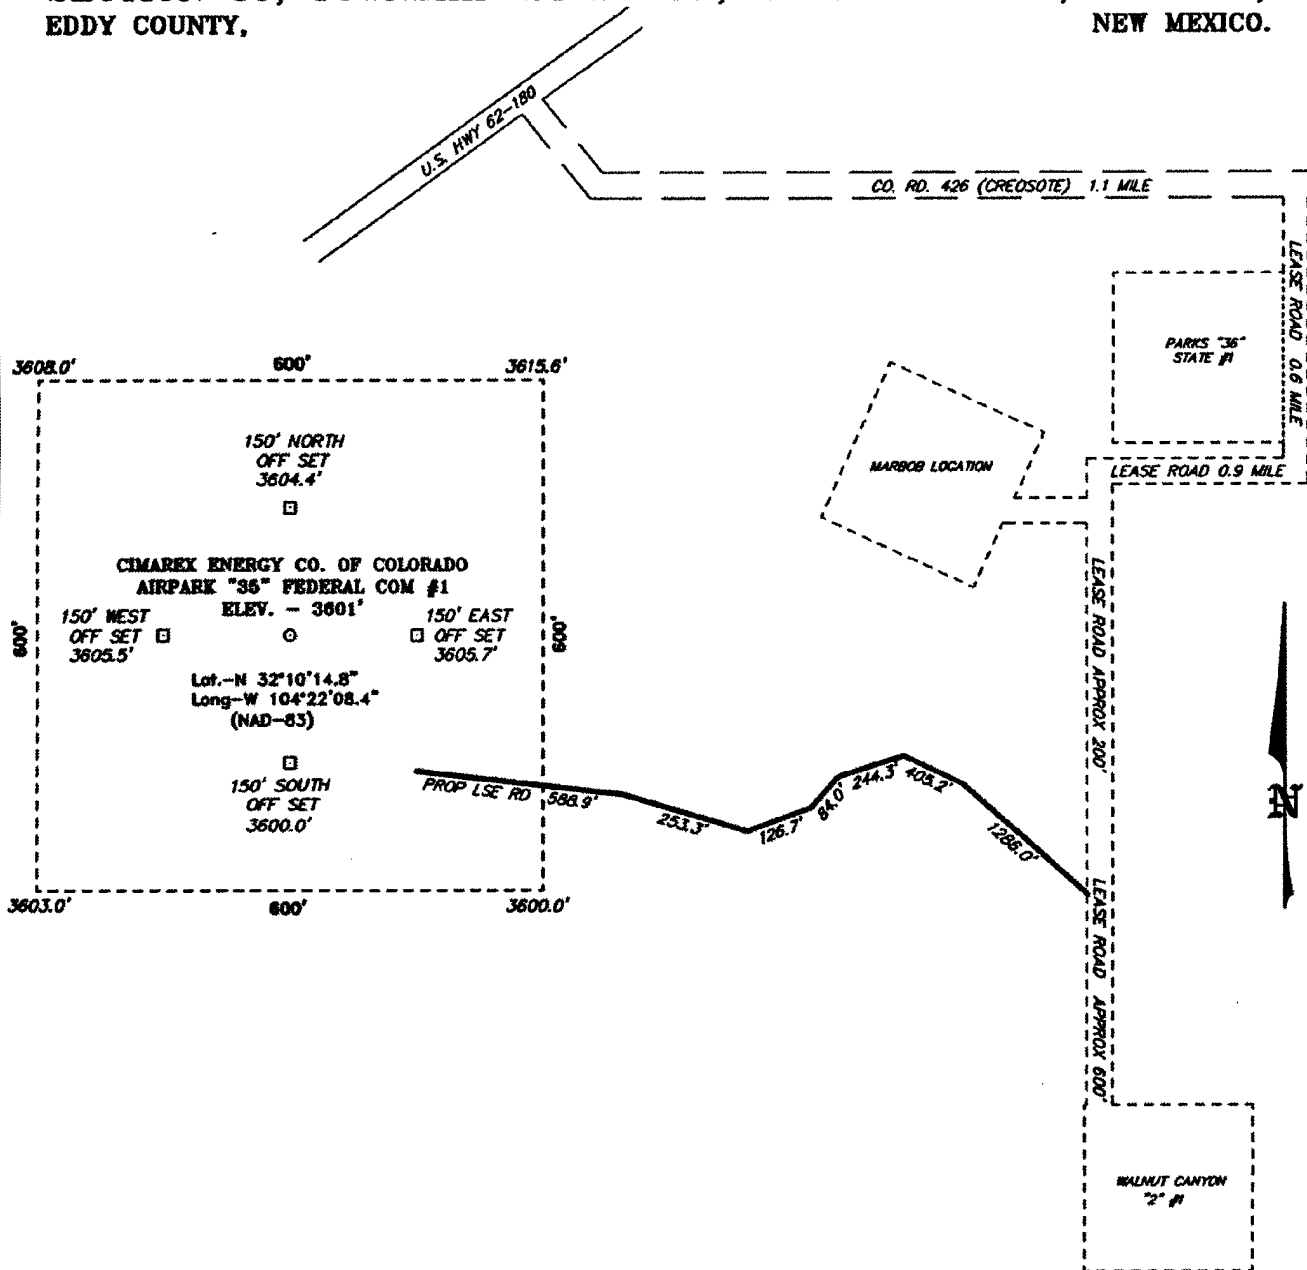 EDDY COUNTY,
NEW MEXICO.
U.S. HWY 62-180
CO. RD. 426 (CREOSOTE) 1.1 MILE
LEASE ROAD 0.6 MILE
PARKS "36"
STATE #1
LEASE ROAD 0.9 MILE
MARBOB LOCATION
3608.0'
600'
3615.6'
150' NORTH
OFF SET
3604.4'
CIMAREX ENERGY CO. OF COLORADO
AIRPARK "35" FEDERAL COM #1
ELEV. - 3601'
150' WEST
OFF SET
3605.5'
150' EAST
OFF SET
3605.7'
600'
600'
Lat.-N 32°10'14.8"
Long-W 104°22'08.4"
(NAD-83)
150' SOUTH
OFF SET
3600.0'
3603.0'
600'
3600.0'
PROP LSE RD 586.9'
253.3'
126.7'
84.0'
244.3'
405.2'
1286.0'
LEASE ROAD APPROX 200'
LEASE ROAD APPROX 600'
N
WALNUT CANYON
"2" #1